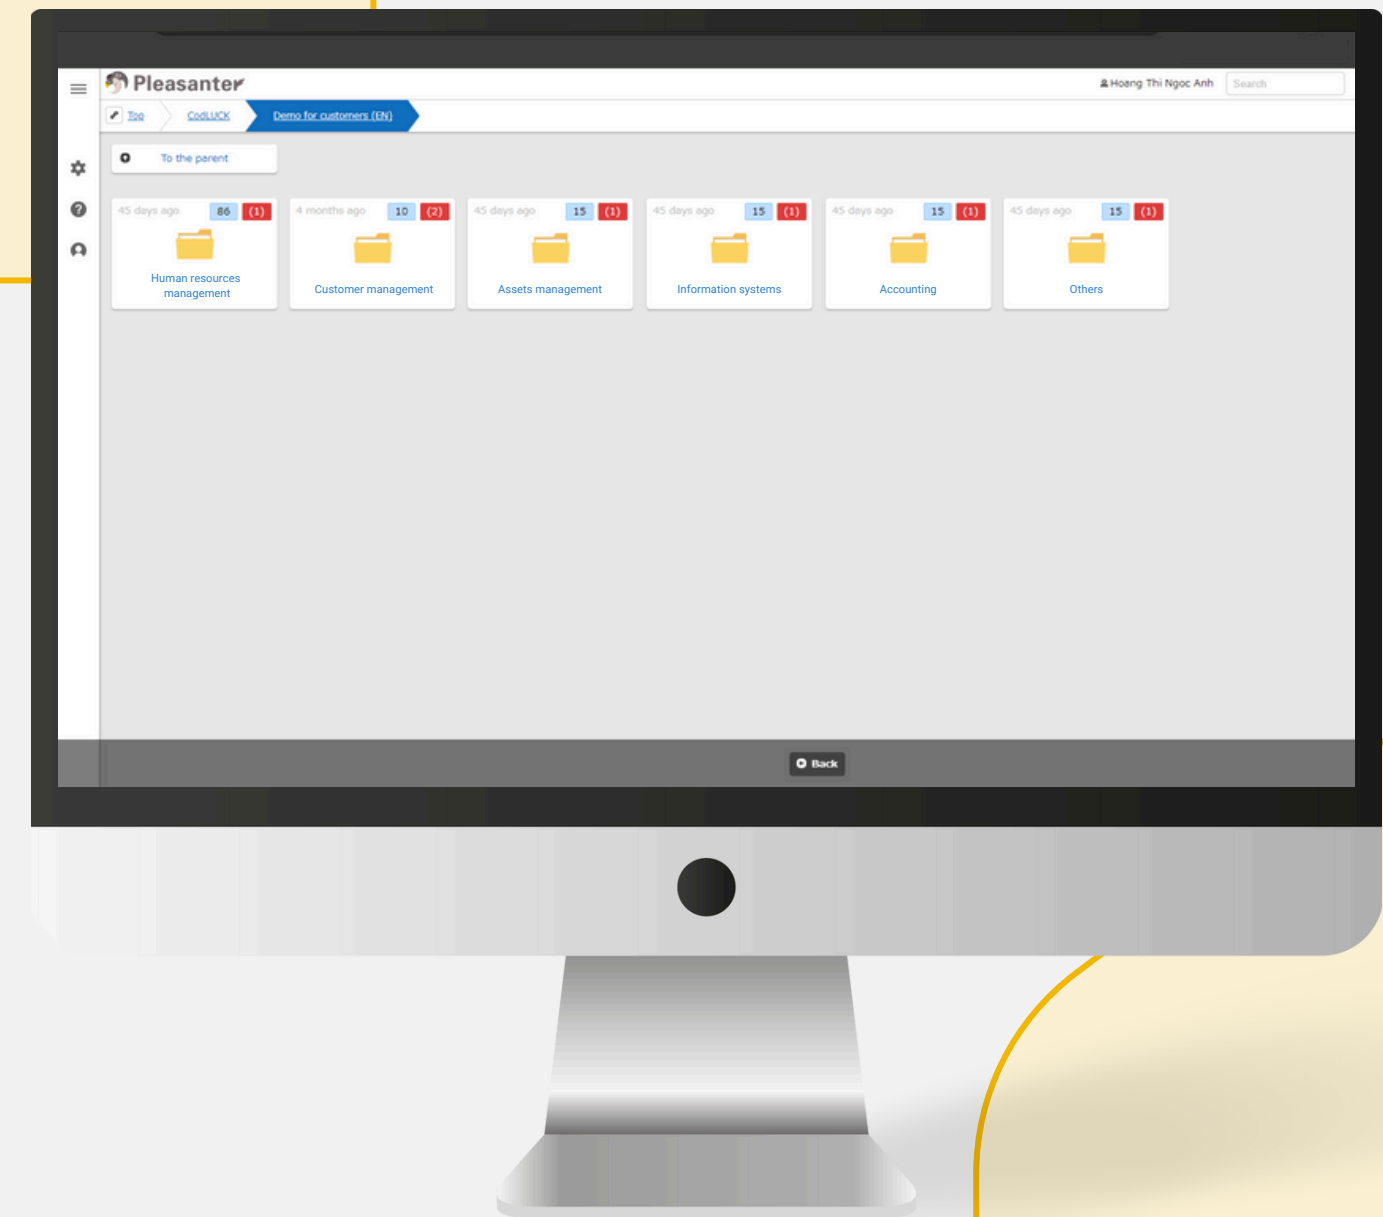 Pleasanter
Hoang Thi Ngoc Anh
Search
Top
CodLUCK
Demo for customers (EN)
To the parent
45 days ago 86 (1)
4 months ago 10 (2)
45 days ago 15 (1)
45 days ago 15 (1)
45 days ago 15 (1)
45 days ago 15 (1)
Human resources
management
Customer management
Assets management
Information systems
Accounting
Others
Back